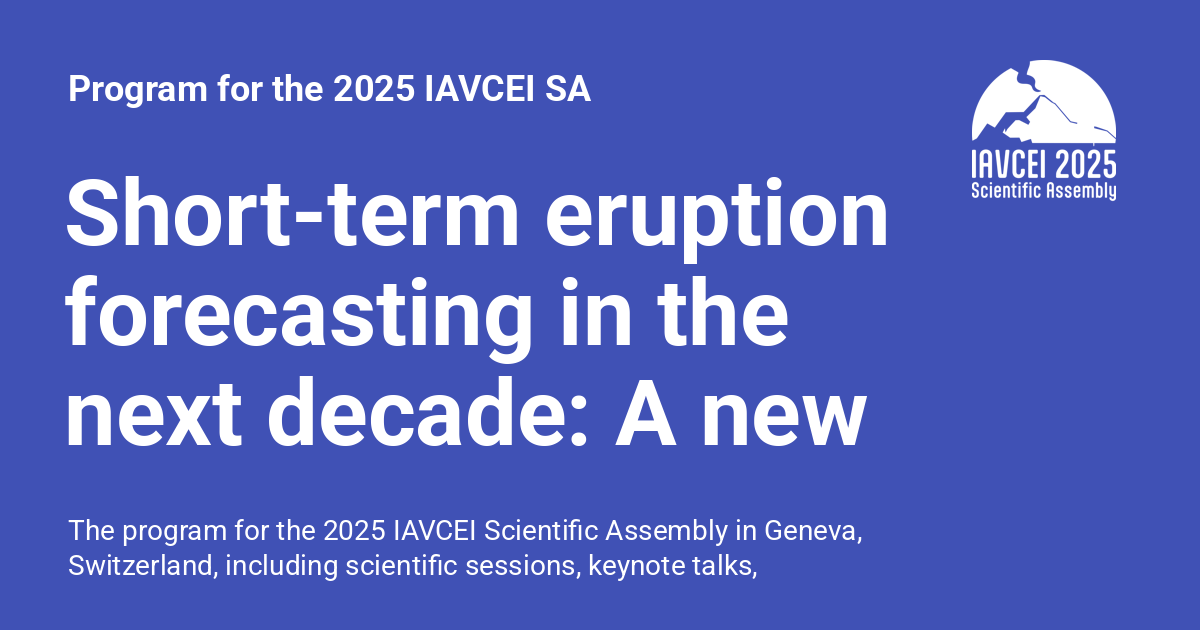 Program for the 2025 IAVCEI SA
IAVCEI 2025
Scientific Assembly
Short-term eruption
forecasting in the
next decade: A new
The program for the 2025 IAVCEI Scientific Assembly in Geneva,
Switzerland, including scientific sessions, keynote talks,